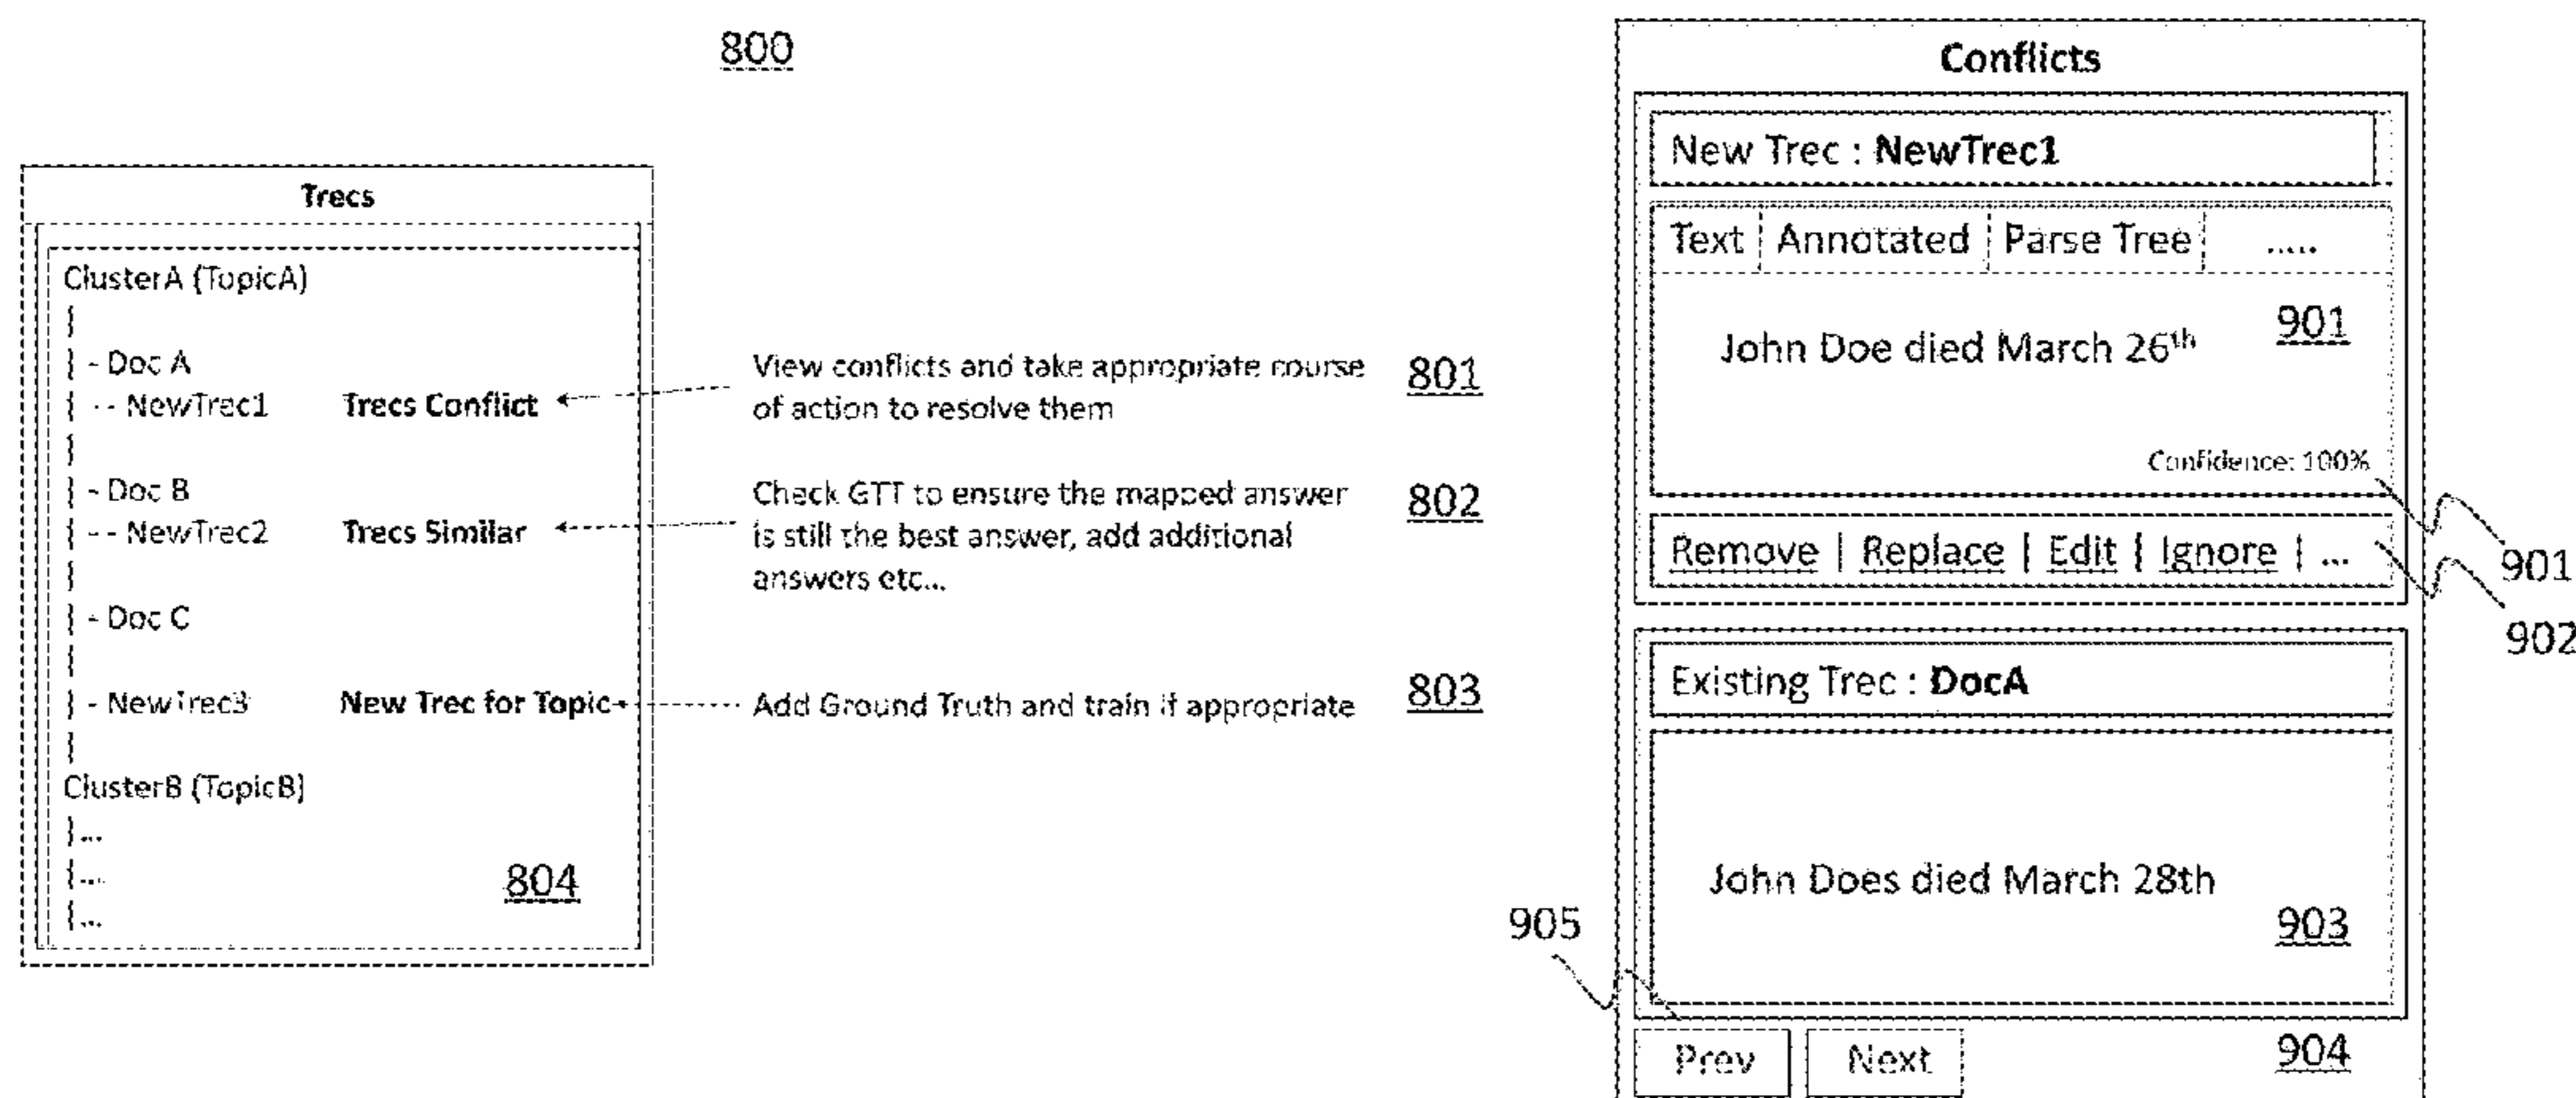 800
Trecs
ClusterA (TopicA)
|
| - Doc A
| -- NewTrec1 Trecs Conflict
|
| - Doc B
| -- NewTrec2 Trecs Similar
|
| - Doc C
|
| - NewTrec3 New Trec for Topic
|
ClusterB (TopicB)
|...
|...
|...
804
View conflicts and take appropriate course
of action to resolve them
801
Check GTT to ensure the mapped answer
is still the best answer, add additional
answers etc...
802
Add Ground Truth and train if appropriate
803
Conflicts
New Trec : NewTrec1
Text | Annotated | Parse Tree | .....
John Doe died March 26th
901
Confidence: 100%
Remove | Replace | Edit | Ignore | ...
901
902
Existing Trec : DocA
John Does died March 28th
903
905
Prev Next
904